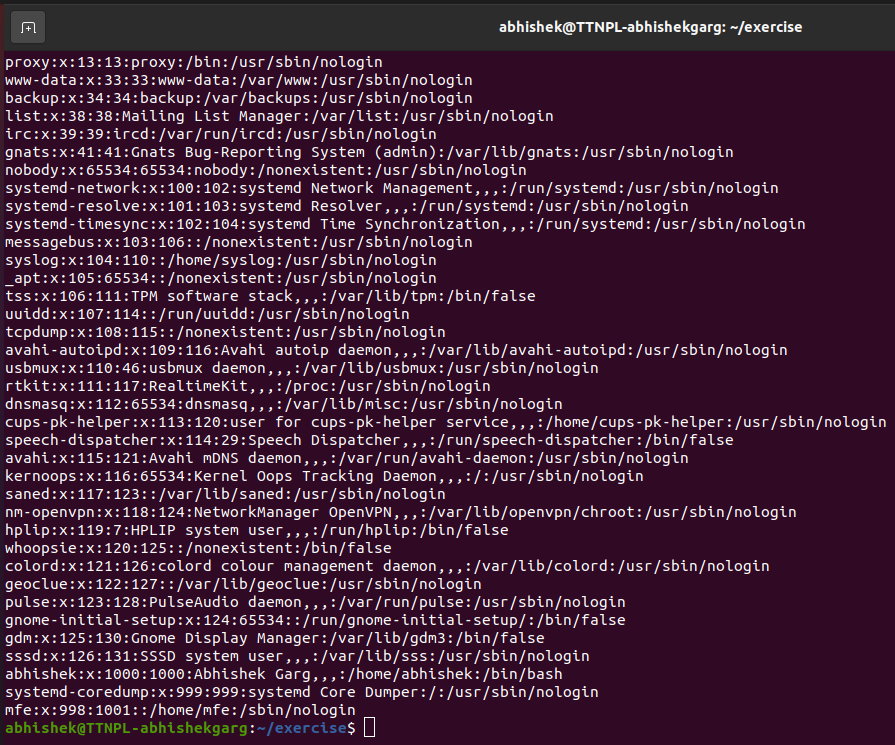 abhishek@TTNPL-abhishekgarg: ~/exercise
proxy:x:13:13:proxy:/bin:/usr/sbin/nologin
www-data:x:33:33:www-data:/var/www:/usr/sbin/nologin
backup:x:34:34:backup:/var/backups:/usr/sbin/nologin
list:x:38:38:Mailing List Manager:/var/list:/usr/sbin/nologin
irc:x:39:39:ircd:/var/run/ircd:/usr/sbin/nologin
gnats:x:41:41:Gnats Bug-Reporting System (admin):/var/lib/gnats:/usr/sbin/nologin
nobody:x:65534:65534:nobody:/nonexistent:/usr/sbin/nologin
systemd-network:x:100:102:systemd Network Management,,,:/run/systemd:/usr/sbin/nologin
systemd-resolve:x:101:103:systemd Resolver,,,:/run/systemd:/usr/sbin/nologin
systemd-timesync:x:102:104:systemd Time Synchronization,,,:/run/systemd:/usr/sbin/nologin
messagebus:x:103:106::/nonexistent:/usr/sbin/nologin
syslog:x:104:110::/home/syslog:/usr/sbin/nologin
_apt:x:105:65534::/nonexistent:/usr/sbin/nologin
tss:x:106:111:TPM software stack,,,:/var/lib/tpm:/bin/false
uuidd:x:107:114::/run/uuidd:/usr/sbin/nologin
tcpdump:x:108:115::/nonexistent:/usr/sbin/nologin
avahi-autoipd:x:109:116:Avahi autoip daemon,,,:/var/lib/avahi-autoipd:/usr/sbin/nologin
usbmux:x:110:46:usbmux daemon,,,:/var/lib/usbmux:/usr/sbin/nologin
rtkit:x:111:117:RealtimeKit,,,:/proc:/usr/sbin/nologin
dnsmasq:x:112:65534:dnsmasq,,,:/var/lib/misc:/usr/sbin/nologin
cups-pk-helper:x:113:120:user for cups-pk-helper service,,,:/home/cups-pk-helper:/usr/sbin/nologin
speech-dispatcher:x:114:29:Speech Dispatcher,,,:/run/speech-dispatcher:/bin/false
avahi:x:115:121:Avahi mDNS daemon,,,:/var/run/avahi-daemon:/usr/sbin/nologin
kernoops:x:116:65534:Kernel Oops Tracking Daemon,,,:/:/usr/sbin/nologin
saned:x:117:123::/var/lib/saned:/usr/sbin/nologin
nm-openvpn:x:118:124:NetworkManager OpenVPN,,,:/var/lib/openvpn/chroot:/usr/sbin/nologin
hplip:x:119:7:HPLIP system user,,,:/run/hplip:/bin/false
whoopsie:x:120:125::/nonexistent:/bin/false
colord:x:121:126:colord colour management daemon,,,:/var/lib/colord:/usr/sbin/nologin
geoclue:x:122:127::/var/lib/geoclue:/usr/sbin/nologin
pulse:x:123:128:PulseAudio daemon,,,:/var/run/pulse:/usr/sbin/nologin
gnome-initial-setup:x:124:65534::/run/gnome-initial-setup/:/bin/false
gdm:x:125:130:Gnome Display Manager:/var/lib/gdm3:/bin/false
sssd:x:126:131:SSSD system user,,,:/var/lib/sss:/usr/sbin/nologin
abhishek:x:1000:1000:Abhishek Garg,,,:/home/abhishek:/bin/bash
systemd-coredump:x:999:999:systemd Core Dumper:/:/usr/sbin/nologin
mfe:x:998:1001::/home/mfe:/sbin/nologin
abhishek@TTNPL-abhishekgarg:~/exercise$